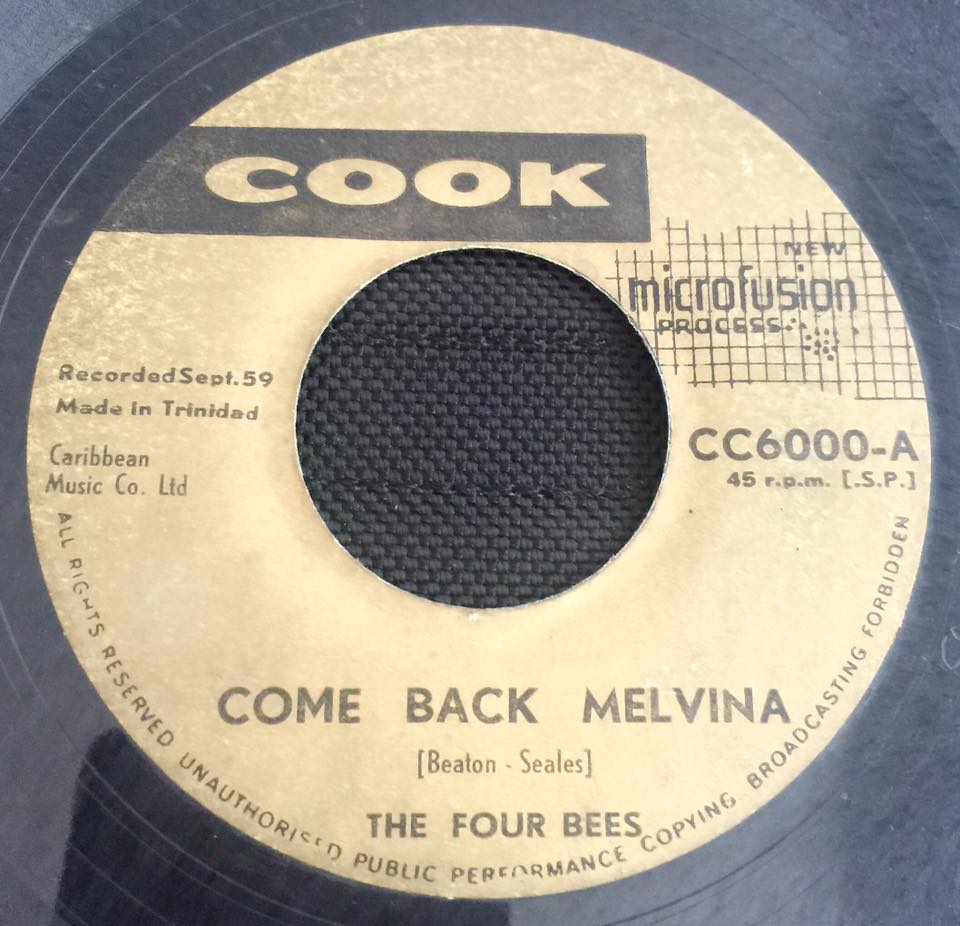 COOK
NEW
microfusion
PROCESS
Recorded Sept. 59
Made in Trinidad
Caribbean
Music Co. Ltd
CC6000-A
45 r.p.m. [.S.P.]
COME BACK MELVINA
[Beaton - Seales]
THE FOUR BEES
ALL RIGHTS RESERVED UNAUTHORISED PUBLIC PERFORMANCE COPYING BROADCASTING FORBIDDEN